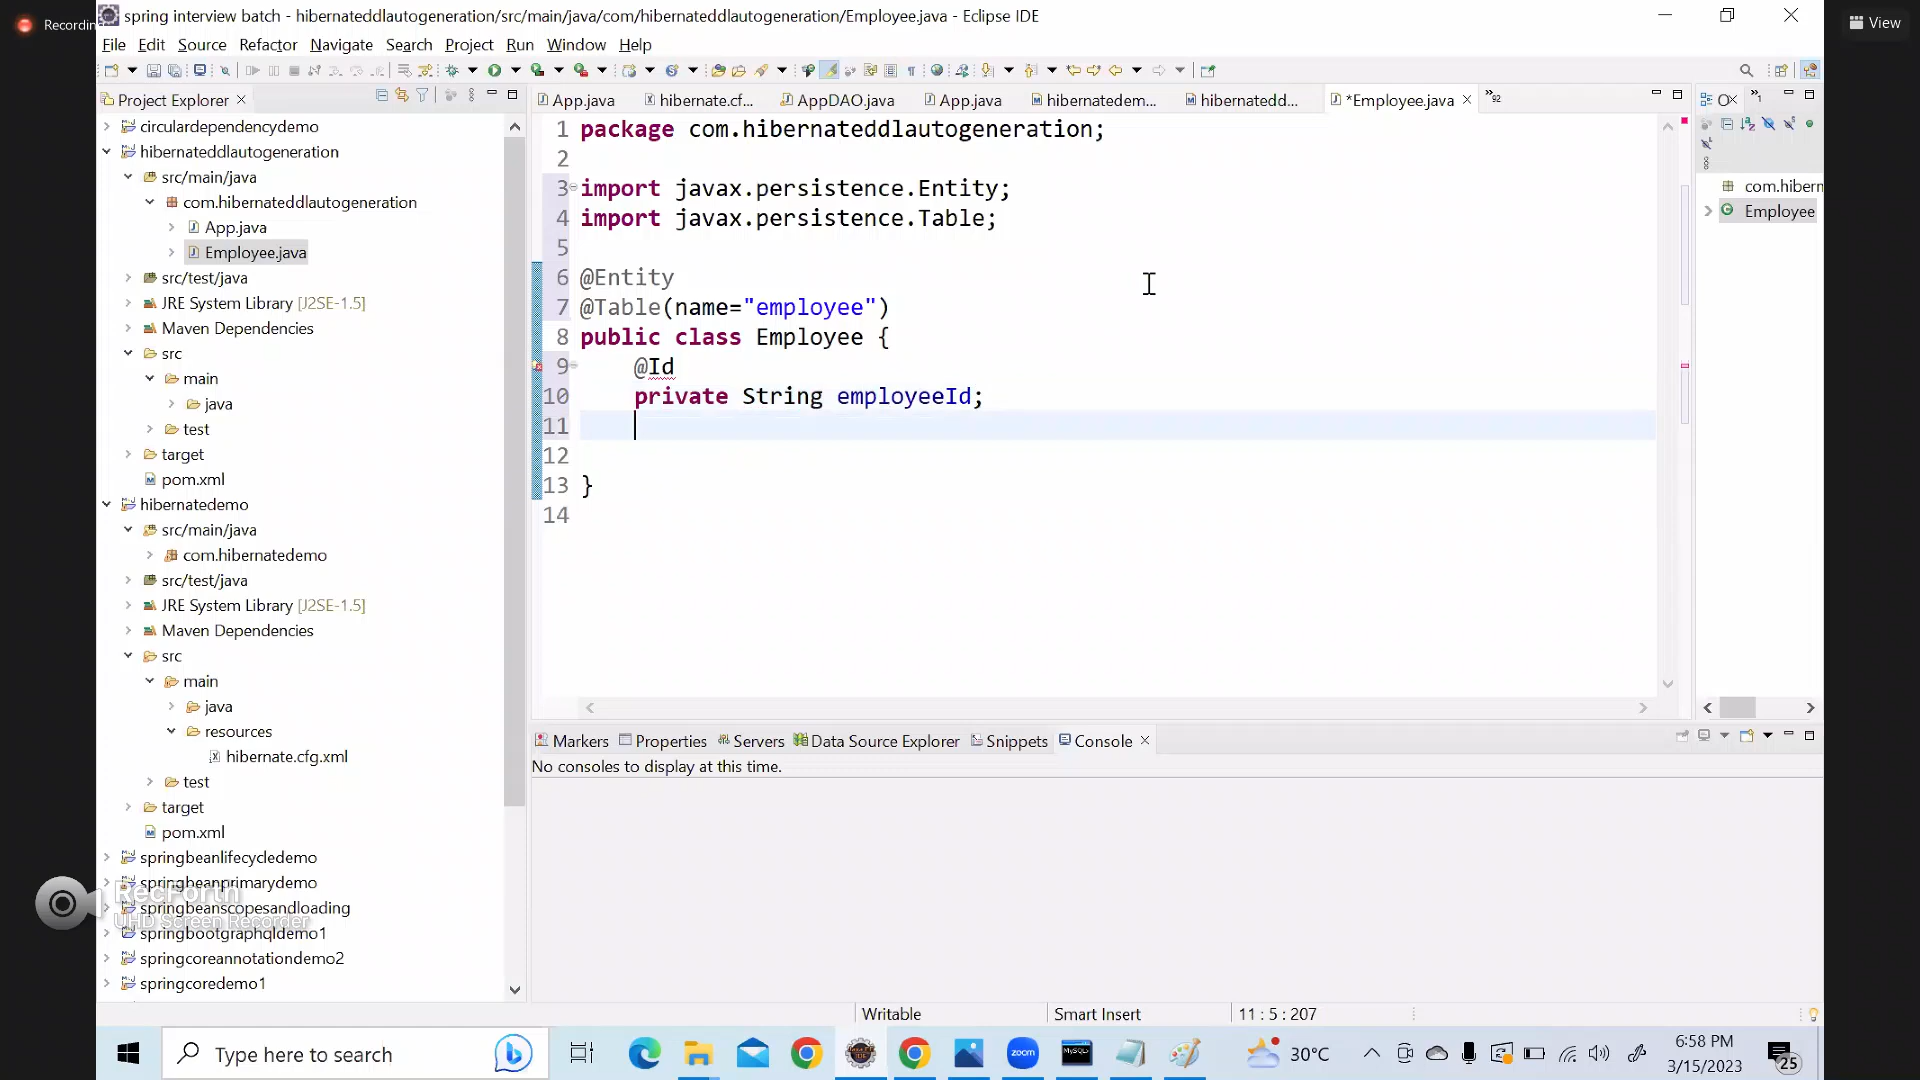 Recordin
spring interview batch - hibernateddlautogeneration/src/main/java/com/hibernateddlautogeneration/Employee.java - Eclipse IDE
View
File Edit Source Refactor Navigate Search Project Run Window Help
Project Explorer
App.java
hibernate.cf...
AppDAO.java
App.java
hibernatedem...
hibernatedd...
*Employee.java
92
circulardependencydemo
hibernateddlautogeneration
src/main/java
com.hibernateddlautogeneration
App.java
Employee.java
src/test/java
JRE System Library [J2SE-1.5]
Maven Dependencies
src
main
java
test
target
pom.xml
hibernatedemo
src/main/java
com.hibernatedemo
src/test/java
JRE System Library [J2SE-1.5]
Maven Dependencies
src
main
java
resources
hibernate.cfg.xml
test
target
pom.xml
springbeanlifecycledemo
springbeanprimarydemo
springbeanscopesandloading
springbootgraphqldemo1
springcoreannotationdemo2
springcoredemo1
RecForth
UHD Screen Recorder
1 package com.hibernateddlautogeneration;
2
3 import javax.persistence.Entity;
4 import javax.persistence.Table;
5
6 @Entity
7 @Table(name="employee")
8 public class Employee {
9 @Id
10 private String employeeId;
11
12
13 }
14
com.hibern
Employee
Markers Properties Servers Data Source Explorer Snippets Console
No consoles to display at this time.
Writable Smart Insert 11 : 5 : 207
Type here to search
zoom
MySQL
30°C
6:58 PM
3/15/2023
25